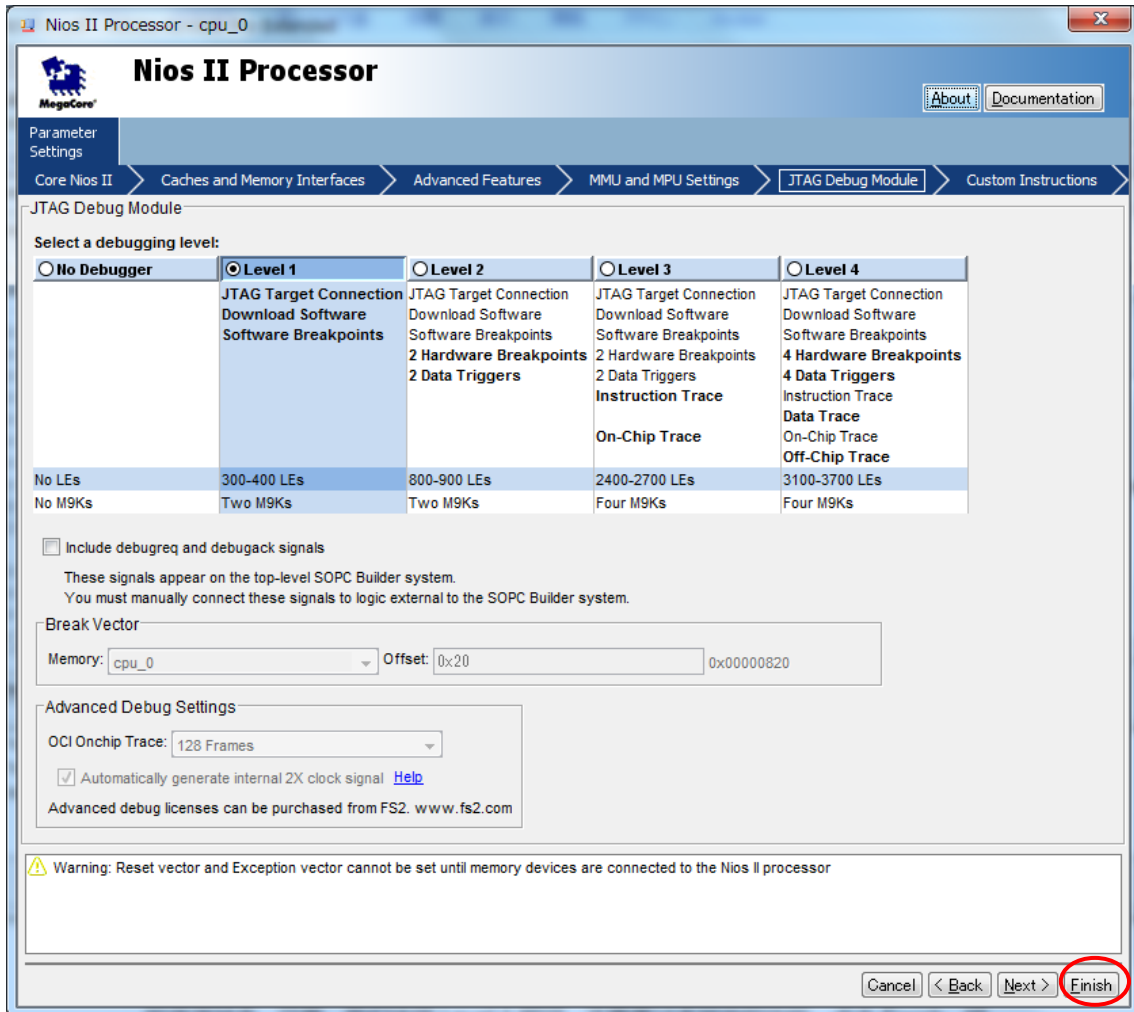 Nios II Processor - cpu_0
Nios II Processor
MegaCore®
About Documentation
Parameter
Settings
Core Nios II Caches and Memory Interfaces Advanced Features MMU and MPU Settings JTAG Debug Module Custom Instructions
JTAG Debug Module
Select a debugging level:
No Debugger Level 1 Level 2 Level 3 Level 4
JTAG Target Connection JTAG Target Connection JTAG Target Connection JTAG Target Connection
Download Software Download Software Download Software Download Software
Software Breakpoints Software Breakpoints Software Breakpoints Software Breakpoints
2 Hardware Breakpoints 2 Hardware Breakpoints 4 Hardware Breakpoints
2 Data Triggers 2 Data Triggers 4 Data Triggers
Instruction Trace Instruction Trace
Data Trace
On-Chip Trace On-Chip Trace
Off-Chip Trace
No LEs 300-400 LEs 800-900 LEs 2400-2700 LEs 3100-3700 LEs
No M9Ks Two M9Ks Two M9Ks Four M9Ks Four M9Ks
Include debugreq and debugack signals
These signals appear on the top-level SOPC Builder system.
You must manually connect these signals to logic external to the SOPC Builder system.
Break Vector
Memory: cpu_0 Offset: 0x20 0x00000820
Advanced Debug Settings
OCI Onchip Trace: 128 Frames
Automatically generate internal 2X clock signal Help
Advanced debug licenses can be purchased from FS2. www.fs2.com
Warning: Reset vector and Exception vector cannot be set until memory devices are connected to the Nios II processor
Cancel < Back Next > Finish